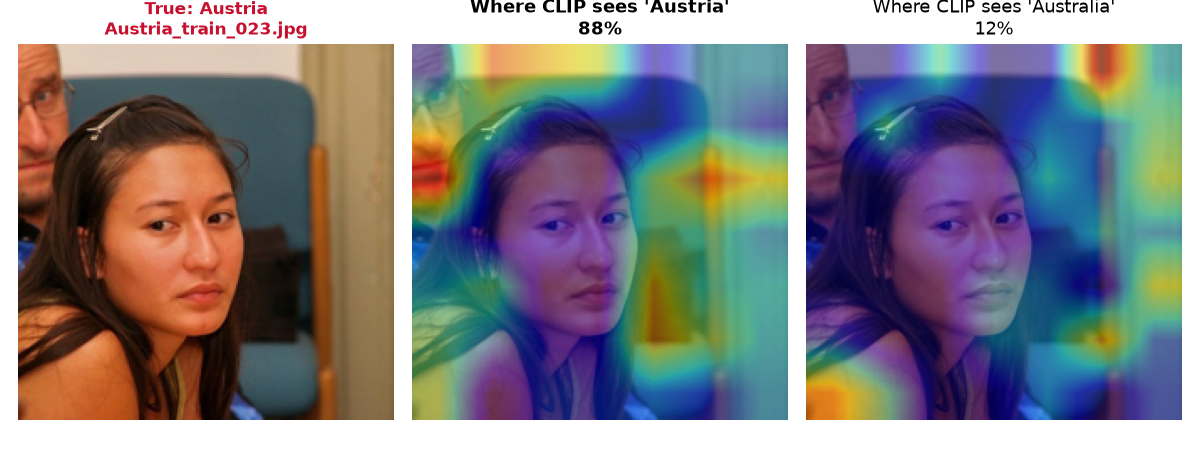 True: Austria
Austria_train_023.jpg
Where CLIP sees 'Austria'
88%
Where CLIP sees 'Australia'
12%